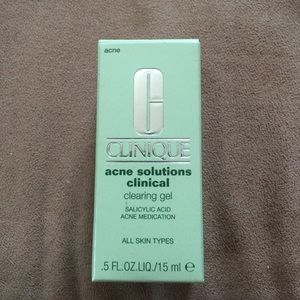 acne
C
CLINIQUE
acne solutions
clinical
clearing gel
SALICYLIC ACID
ACNE MEDICATION
ALL SKIN TYPES
.5 FL.OZ.LIQ./15 ml ℮